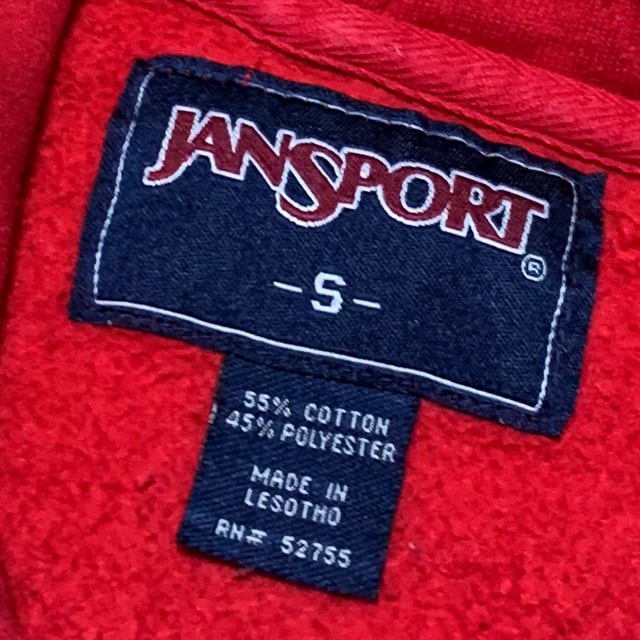 JANSPORT®
-S-
55% COTTON
45% POLYESTER
MADE IN
LESOTHO
RN# 52755